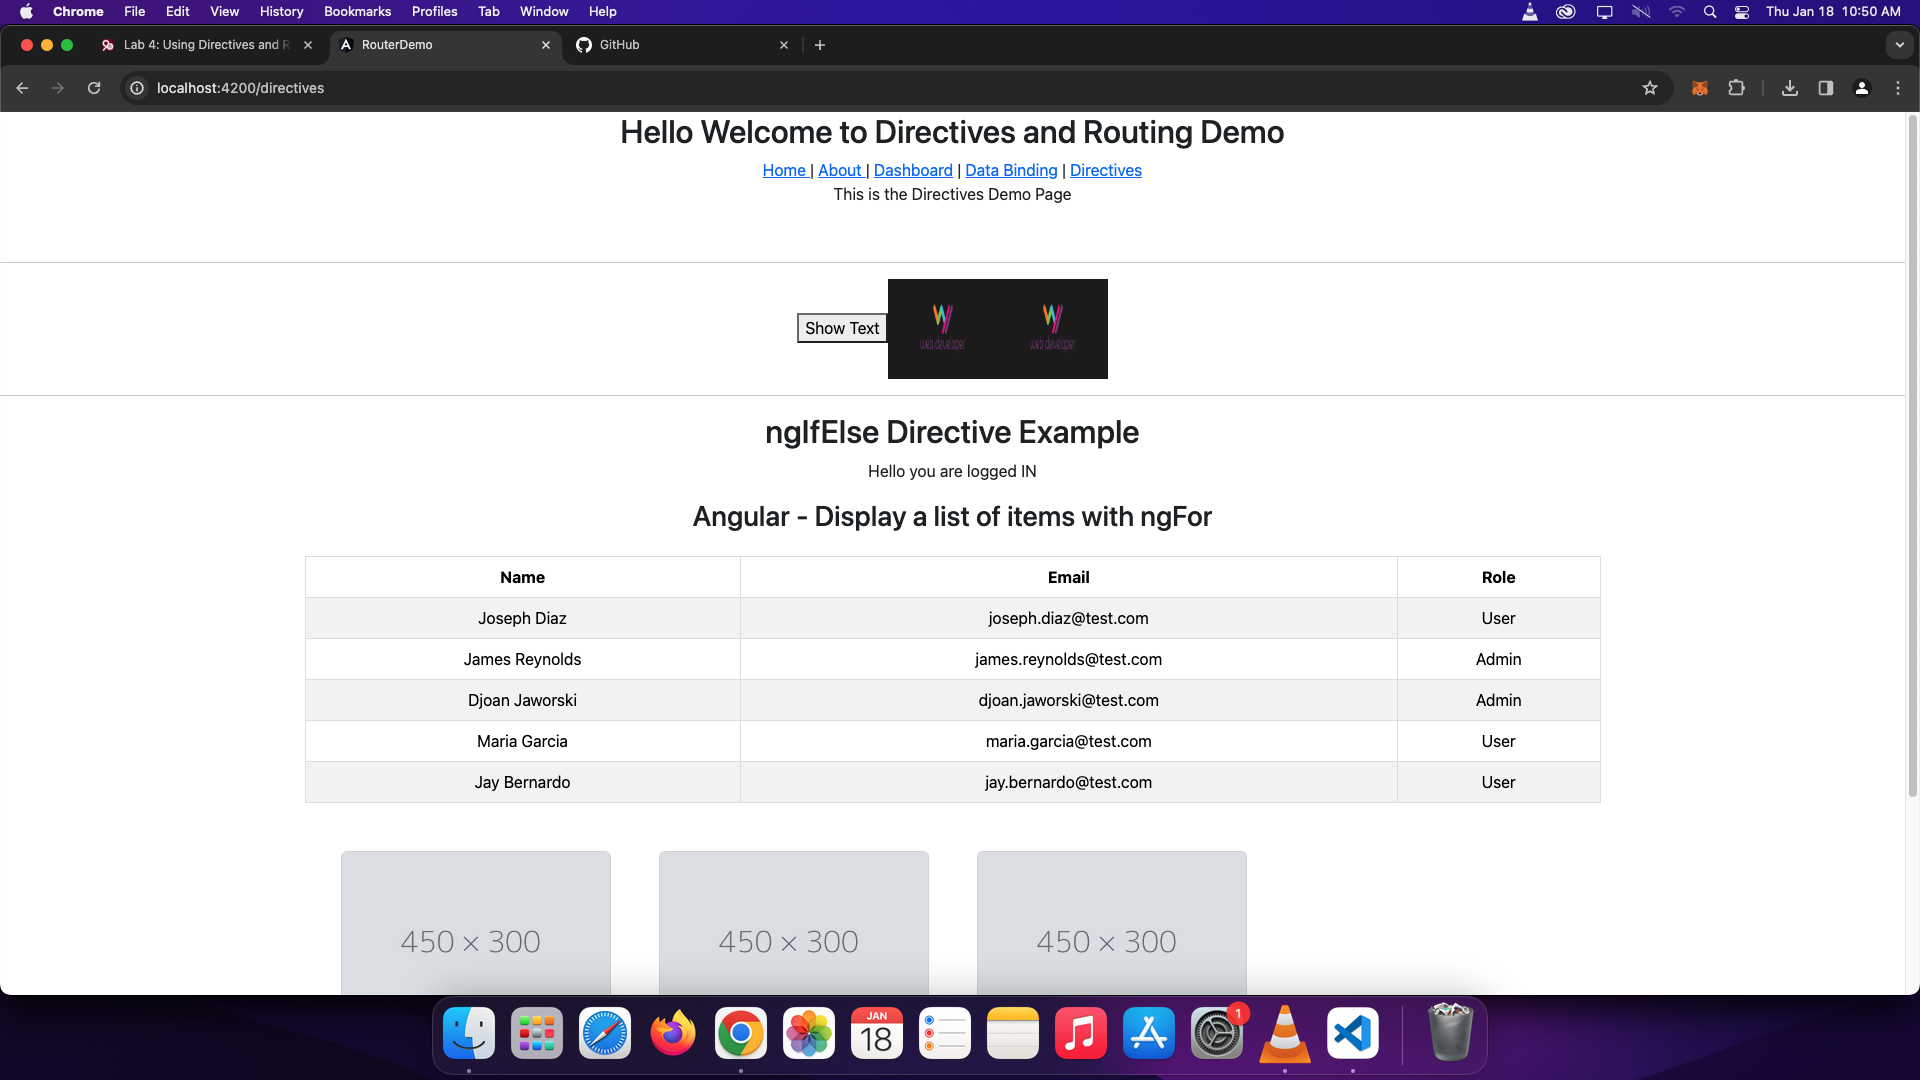 Chrome File Edit View History Bookmarks Profiles Tab Window Help Thu Jan 18 10:50 AM
Lab 4: Using Directives and R RouterDemo GitHub
localhost:4200/directives
Hello Welcome to Directives and Routing Demo
Home | About | Dashboard | Data Binding | Directives
This is the Directives Demo Page
Show Text
web developer web developer
ngIfElse Directive Example
Hello you are logged IN
Angular - Display a list of items with ngFor
Name Email Role
Joseph Diaz joseph.diaz@test.com User
James Reynolds james.reynolds@test.com Admin
Djoan Jaworski djoan.jaworski@test.com Admin
Maria Garcia maria.garcia@test.com User
Jay Bernardo jay.bernardo@test.com User
450 × 300 450 × 300 450 × 300
JAN
18
1